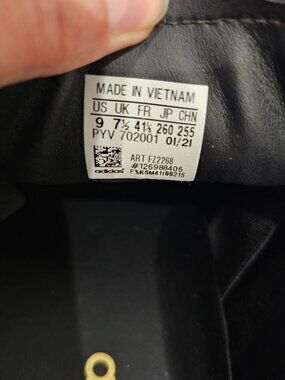 MADE IN VIETNAM
US UK FR JP CHN
9 7½ 41⅓ 260 255
PYV 702001 01/21
ART FZ2268
#126988405
adidas